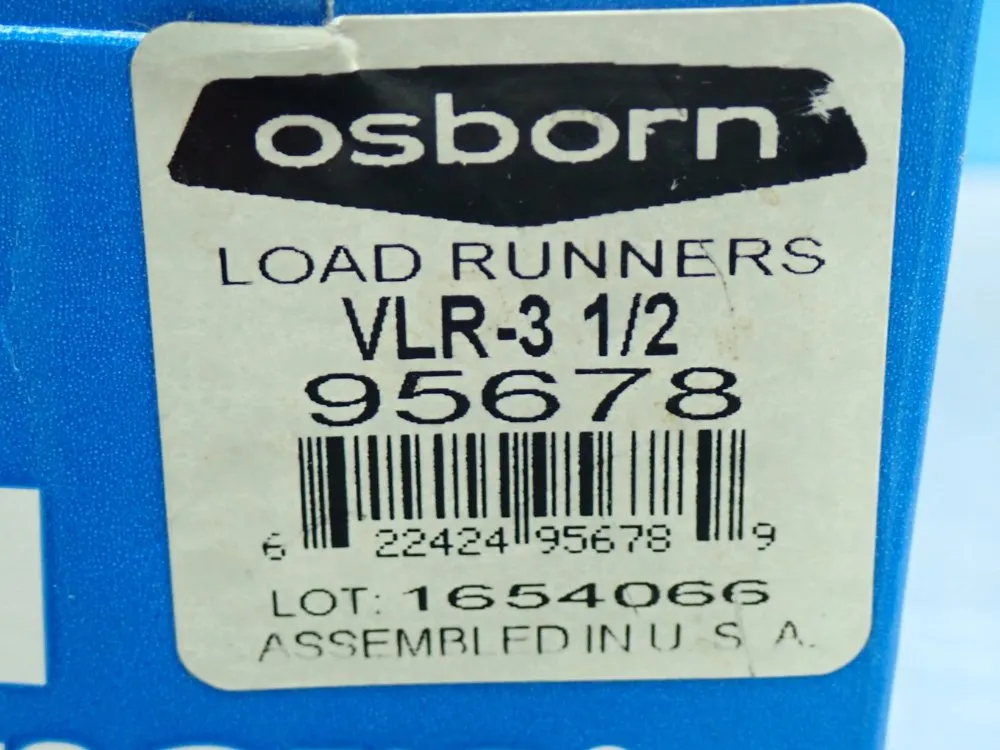 osborn
LOAD RUNNERS
VLR-3 1/2
95678
6 22424 95678 9
LOT: 1654066
ASSEMBLED IN U. S. A.